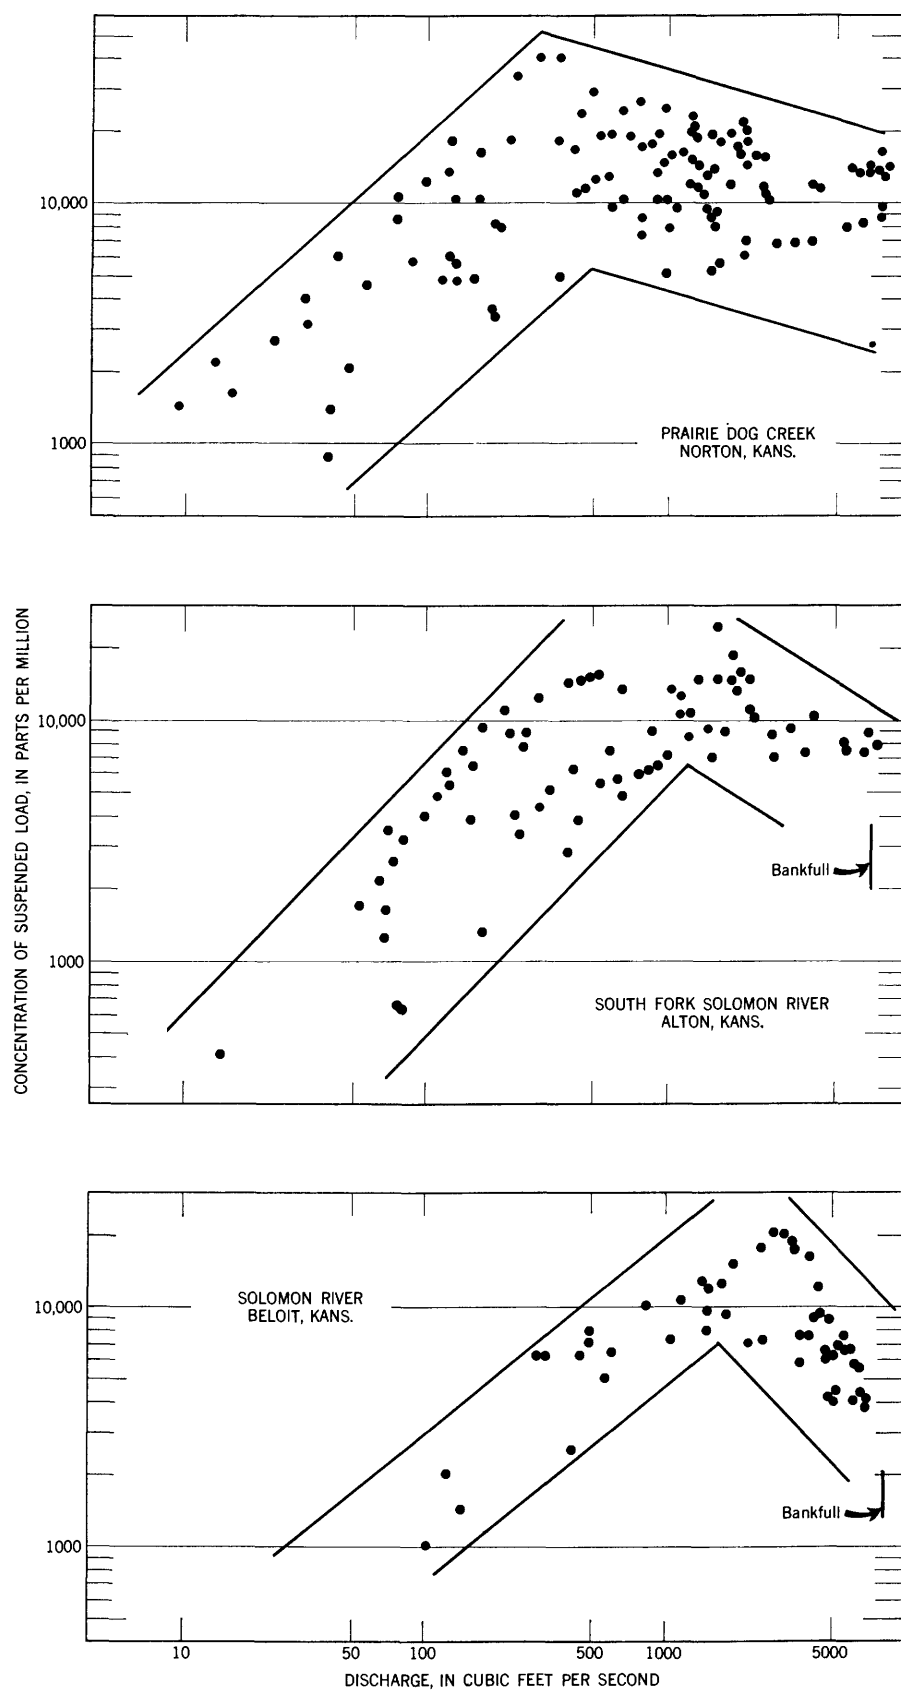 10,000
1000
PRAIRIE DOG CREEK
NORTON, KANS.
CONCENTRATION OF SUSPENDED LOAD, IN PARTS PER MILLION
10,000
Bankfull
1000
SOUTH FORK SOLOMON RIVER
ALTON, KANS.
SOLOMON RIVER
BELOIT, KANS.
10,000
Bankfull
1000
10 50 100 500 1000 5000
DISCHARGE, IN CUBIC FEET PER SECOND